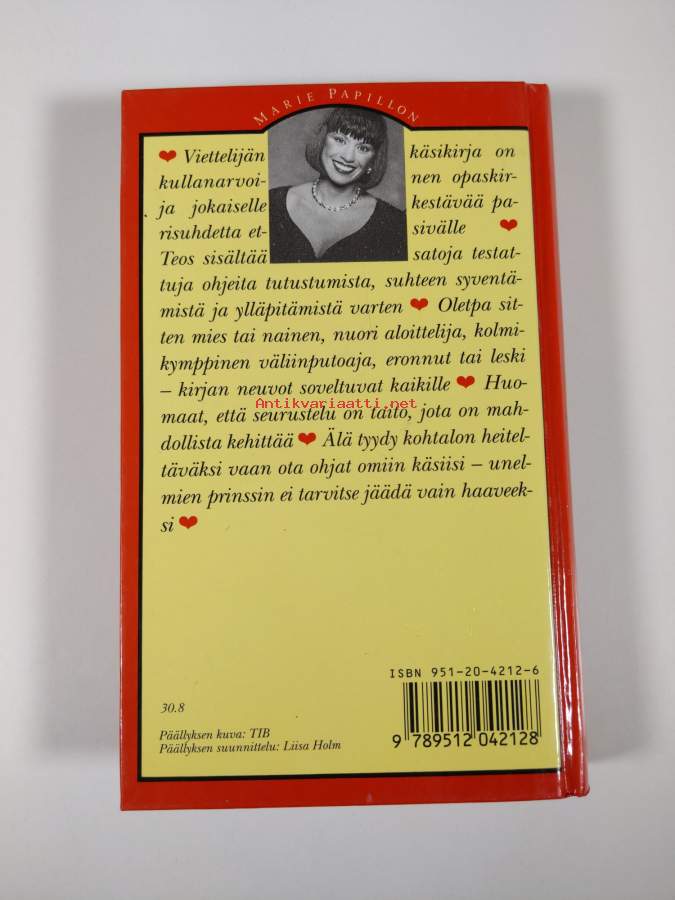 MARIE PAPILLON
❤ Viettelijän käsikirja on
kullanarvoi- nen opaskir-
ja jokaiselle kestävää pa-
risuhdetta et- sivälle ❤
Teos sisältää satoja testat-
tuja ohjeita tutustumista, suhteen syventä-
mistä ja ylläpitämistä varten ❤ Oletpa sit-
ten mies tai nainen, nuori aloittelija, kolmi-
kymppinen väliinputoaja, eronnut tai leski
– kirjan neuvot soveltuvat kaikille ❤ Huo-
Antikvariaatti.net
maat, että seurustelu on taito, jota on mah-
dollista kehittää ❤ Älä tyydy kohtalon heitel-
täväksi vaan ota ohjat omiin käsiisi – unel-
mien prinssin ei tarvitse jäädä vain haaveek-
si ❤
ISBN 951-20-4212-6
30.8
Päällyksen kuva: TIB
Päällyksen suunnittelu: Liisa Holm
9 789512 042128